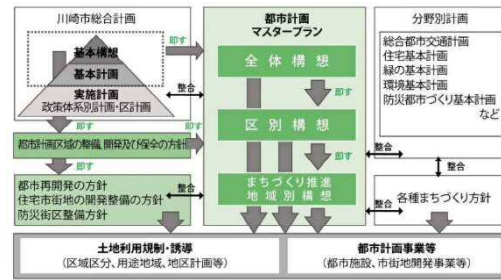 川崎市総合計画
基本構想
基本計画
実施計画
政策体系別計画・区計画
即す
整合
即す
都市計画区域の整備、開発及び保全の方針
即す
即す
都市再開発の方針
住宅市街地の開発整備の方針
防災街区整備方針
整合
都市計画
マスタープラン
全体構想
即す
区別構想
即す
まちづくり推進
地域別構想
分野別計画
総合都市交通計画
住宅基本計画
緑の基本計画
環境基本計画
防災都市づくり基本計画
など
整合
整合
各種まちづくり方針
整合
土地利用規制・誘導
(区域区分、用途地域、地区計画等)
都市計画事業等
(都市施設、市街地開発事業等)